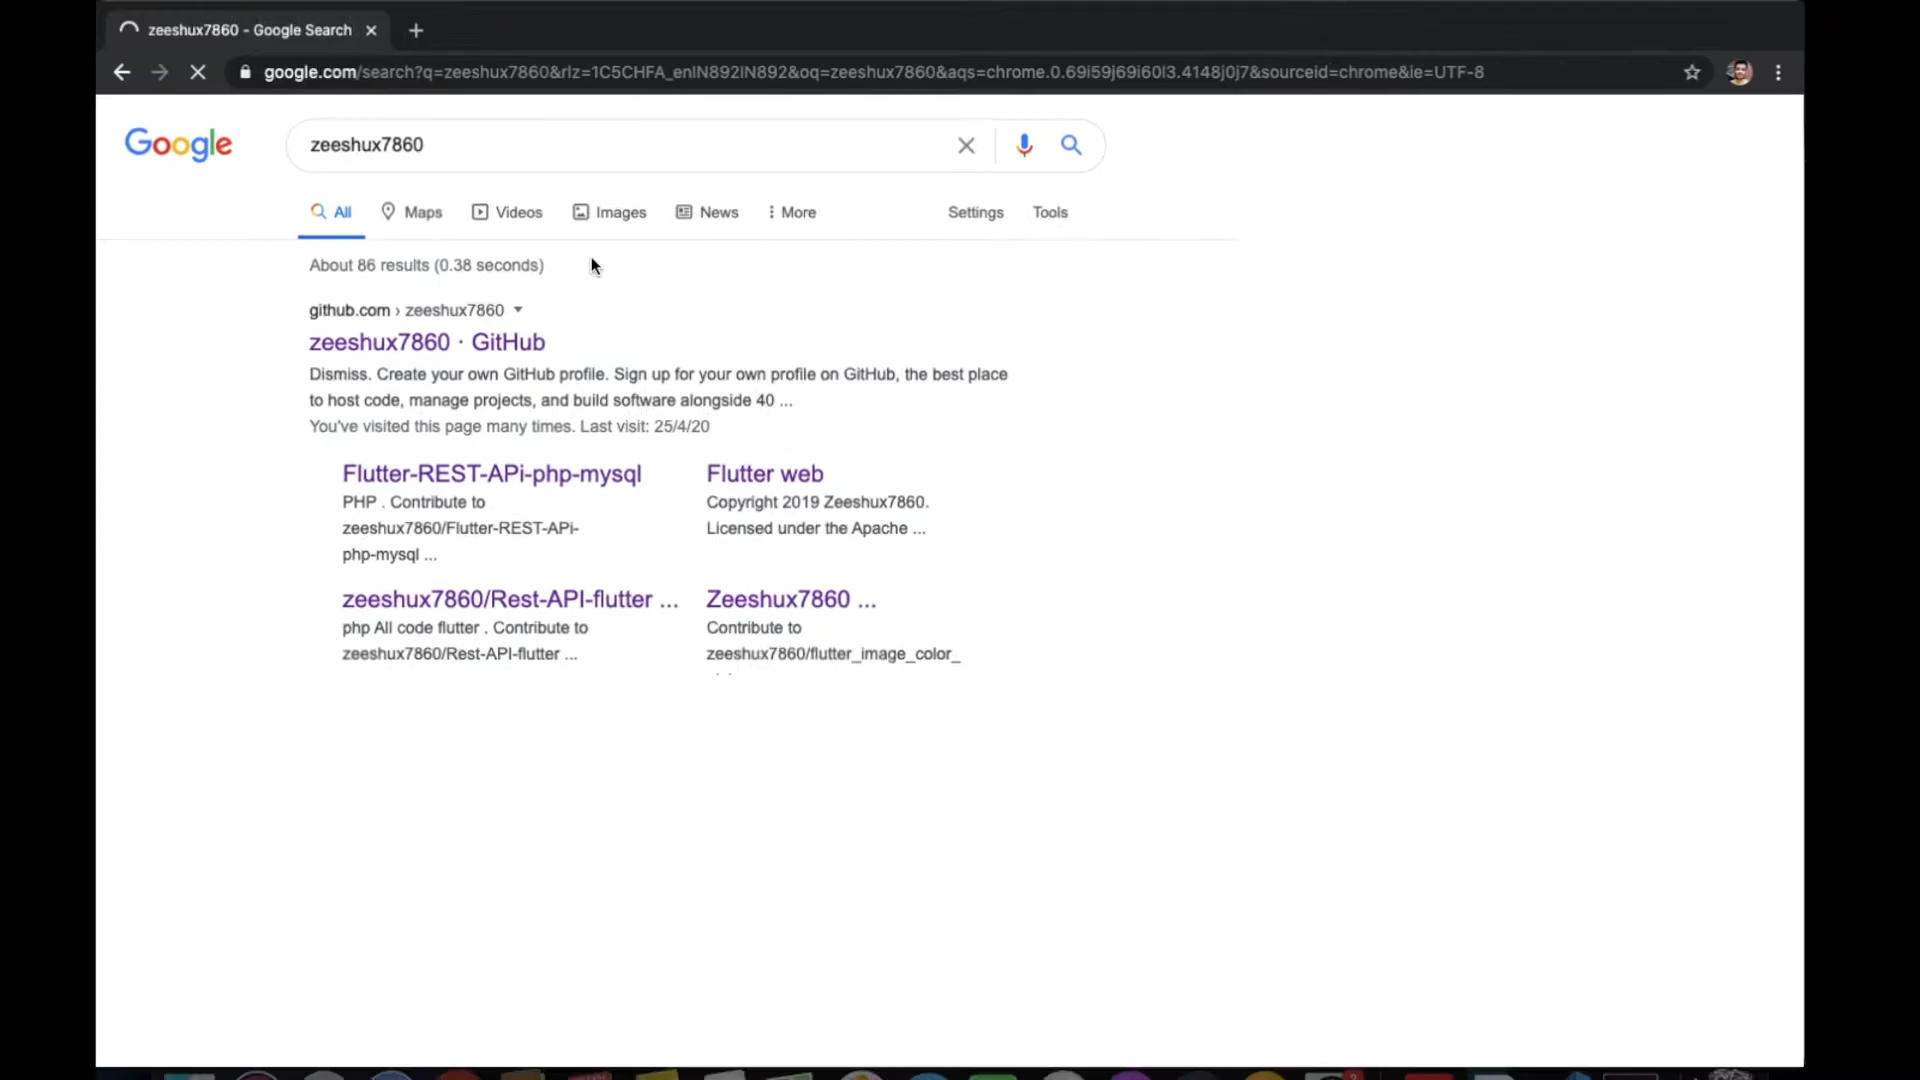 zeeshux7860 - Google Search
google.com/search?q=zeeshux7860&rlz=1C5CHFA_enIN892IN892&oq=zeeshux7860&aqs=chrome.0.69i59j69i60l3.4148j0j7&sourceid=chrome&ie=UTF-8
Google
zeeshux7860
All Maps Videos Images News More Settings Tools
About 86 results (0.38 seconds)
github.com › zeeshux7860
zeeshux7860 · GitHub
Dismiss. Create your own GitHub profile. Sign up for your own profile on GitHub, the best place
to host code, manage projects, and build software alongside 40 ...
You've visited this page many times. Last visit: 25/4/20
Flutter-REST-APi-php-mysql
PHP . Contribute to
zeeshux7860/Flutter-REST-APi-
php-mysql ...
Flutter web
Copyright 2019 Zeeshux7860.
Licensed under the Apache ...
zeeshux7860/Rest-API-flutter ...
php All code flutter . Contribute to
zeeshux7860/Rest-API-flutter ...
Zeeshux7860 ...
Contribute to
zeeshux7860/flutter_image_color_